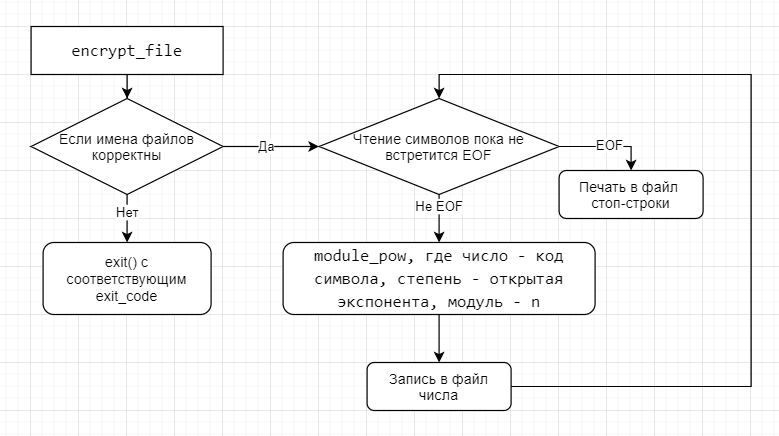 encrypt_file
Если имена файлов
корректны
Да
Чтение символов пока не
встретится EOF
EOF
Печать в файл
стоп-строки
Нет
Не EOF
exit() с
соответствующим
exit_code
module_pow, где число - код
символа, степень - открытая
экспонента, модуль - n
Запись в файл
числа